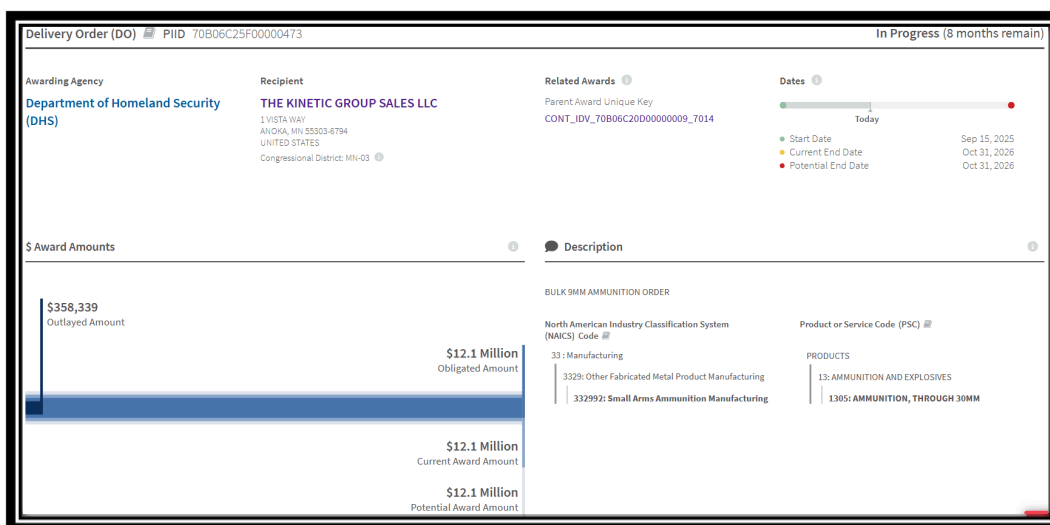 Delivery Order (DO) PIID 70B06C25F00000473
In Progress (8 months remain)
Awarding Agency
Department of Homeland Security
(DHS)
Recipient
THE KINETIC GROUP SALES LLC
1 VISTA WAY
ANOKA, MN 55303-6794
UNITED STATES
Congressional District: MN-03
Related Awards
Parent Award Unique Key
CONT_IDV_70B06C20D00000009_7014
Dates
Today
Start Date Sep 15, 2025
Current End Date Oct 31, 2026
Potential End Date Oct 31, 2026
$ Award Amounts
$358,339
Outlayed Amount
$12.1 Million
Obligated Amount
$12.1 Million
Current Award Amount
$12.1 Million
Potential Award Amount
Description
BULK 9MM AMMUNITION ORDER
North American Industry Classification System
(NAICS) Code
33 : Manufacturing
3329: Other Fabricated Metal Product Manufacturing
332992: Small Arms Ammunition Manufacturing
Product or Service Code (PSC)
PRODUCTS
13: AMMUNITION AND EXPLOSIVES
1305: AMMUNITION, THROUGH 30MM